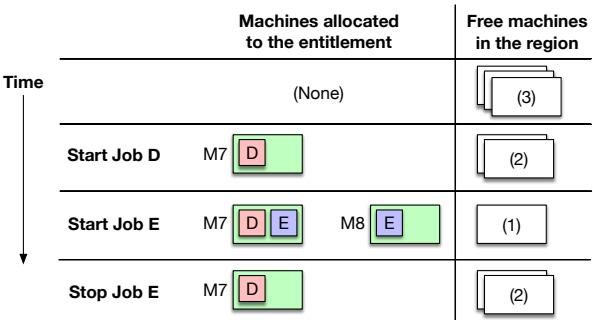 Machines allocated
to the entitlement
Free machines
in the region
Time
(None)
(3)
Start Job D
M7
D
(2)
Start Job E
M7
D
E
M8
E
(1)
Stop Job E
M7
D
(2)